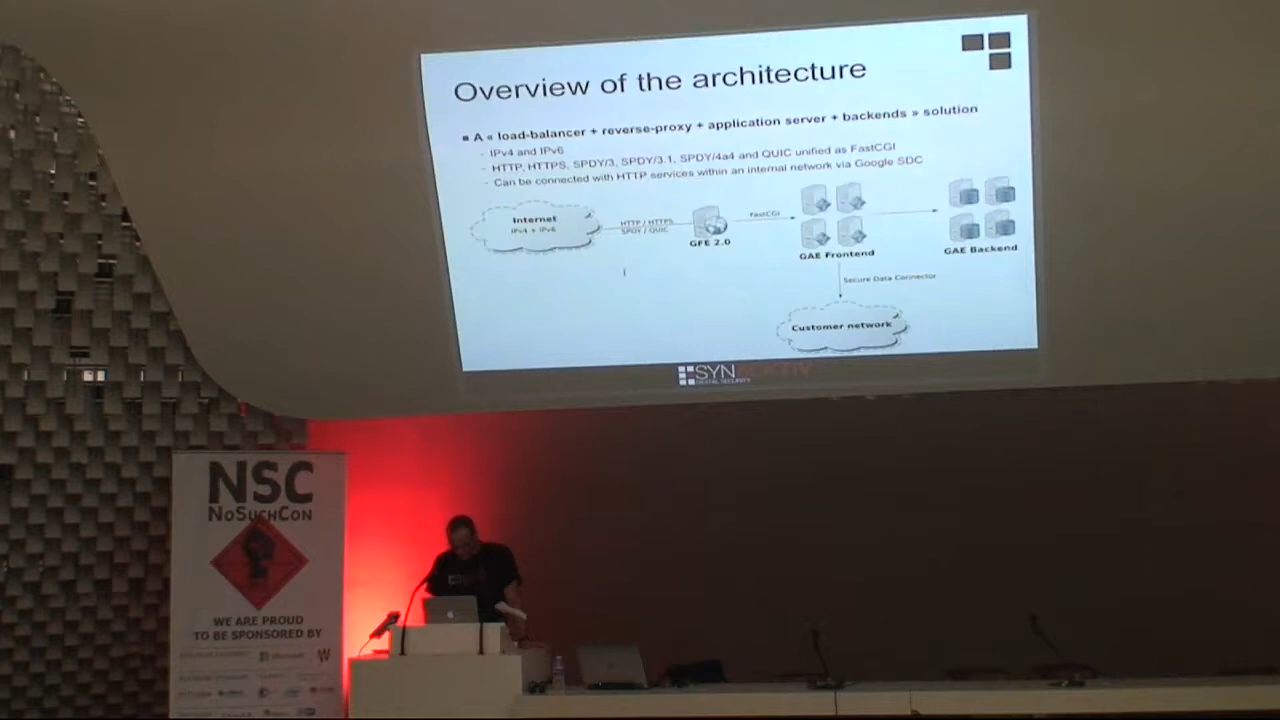 Overview of the architecture
A « load-balancer + reverse-proxy + application server + backends » solution
- IPv4 and IPv6
- HTTP, HTTPS, SPDY/3, SPDY/3.1, SPDY/4a4 and QUIC unified as FastCGI
- Can be connected with HTTP services within an internal network via Google SDC
Internet
IPv4 + IPv6
HTTP / HTTPS
SPDY / QUIC
GFE 2.0
FastCGI
GAE Frontend
GAE Backend
Secure Data Connector
Customer network
SYNACKTIV
DIGITAL SECURITY
NSC
NoSuchCon
WE ARE PROUD
TO BE SPONSORED BY